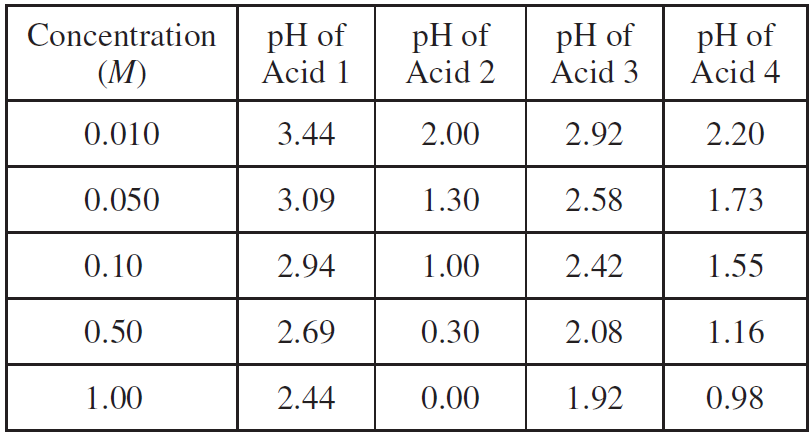 Concentration (M) pH of Acid 1 pH of Acid 2 pH of Acid 3 pH of Acid 4
0.010 3.44 2.00 2.92 2.20
0.050 3.09 1.30 2.58 1.73
0.10 2.94 1.00 2.42 1.55
0.50 2.69 0.30 2.08 1.16
1.00 2.44 0.00 1.92 0.98